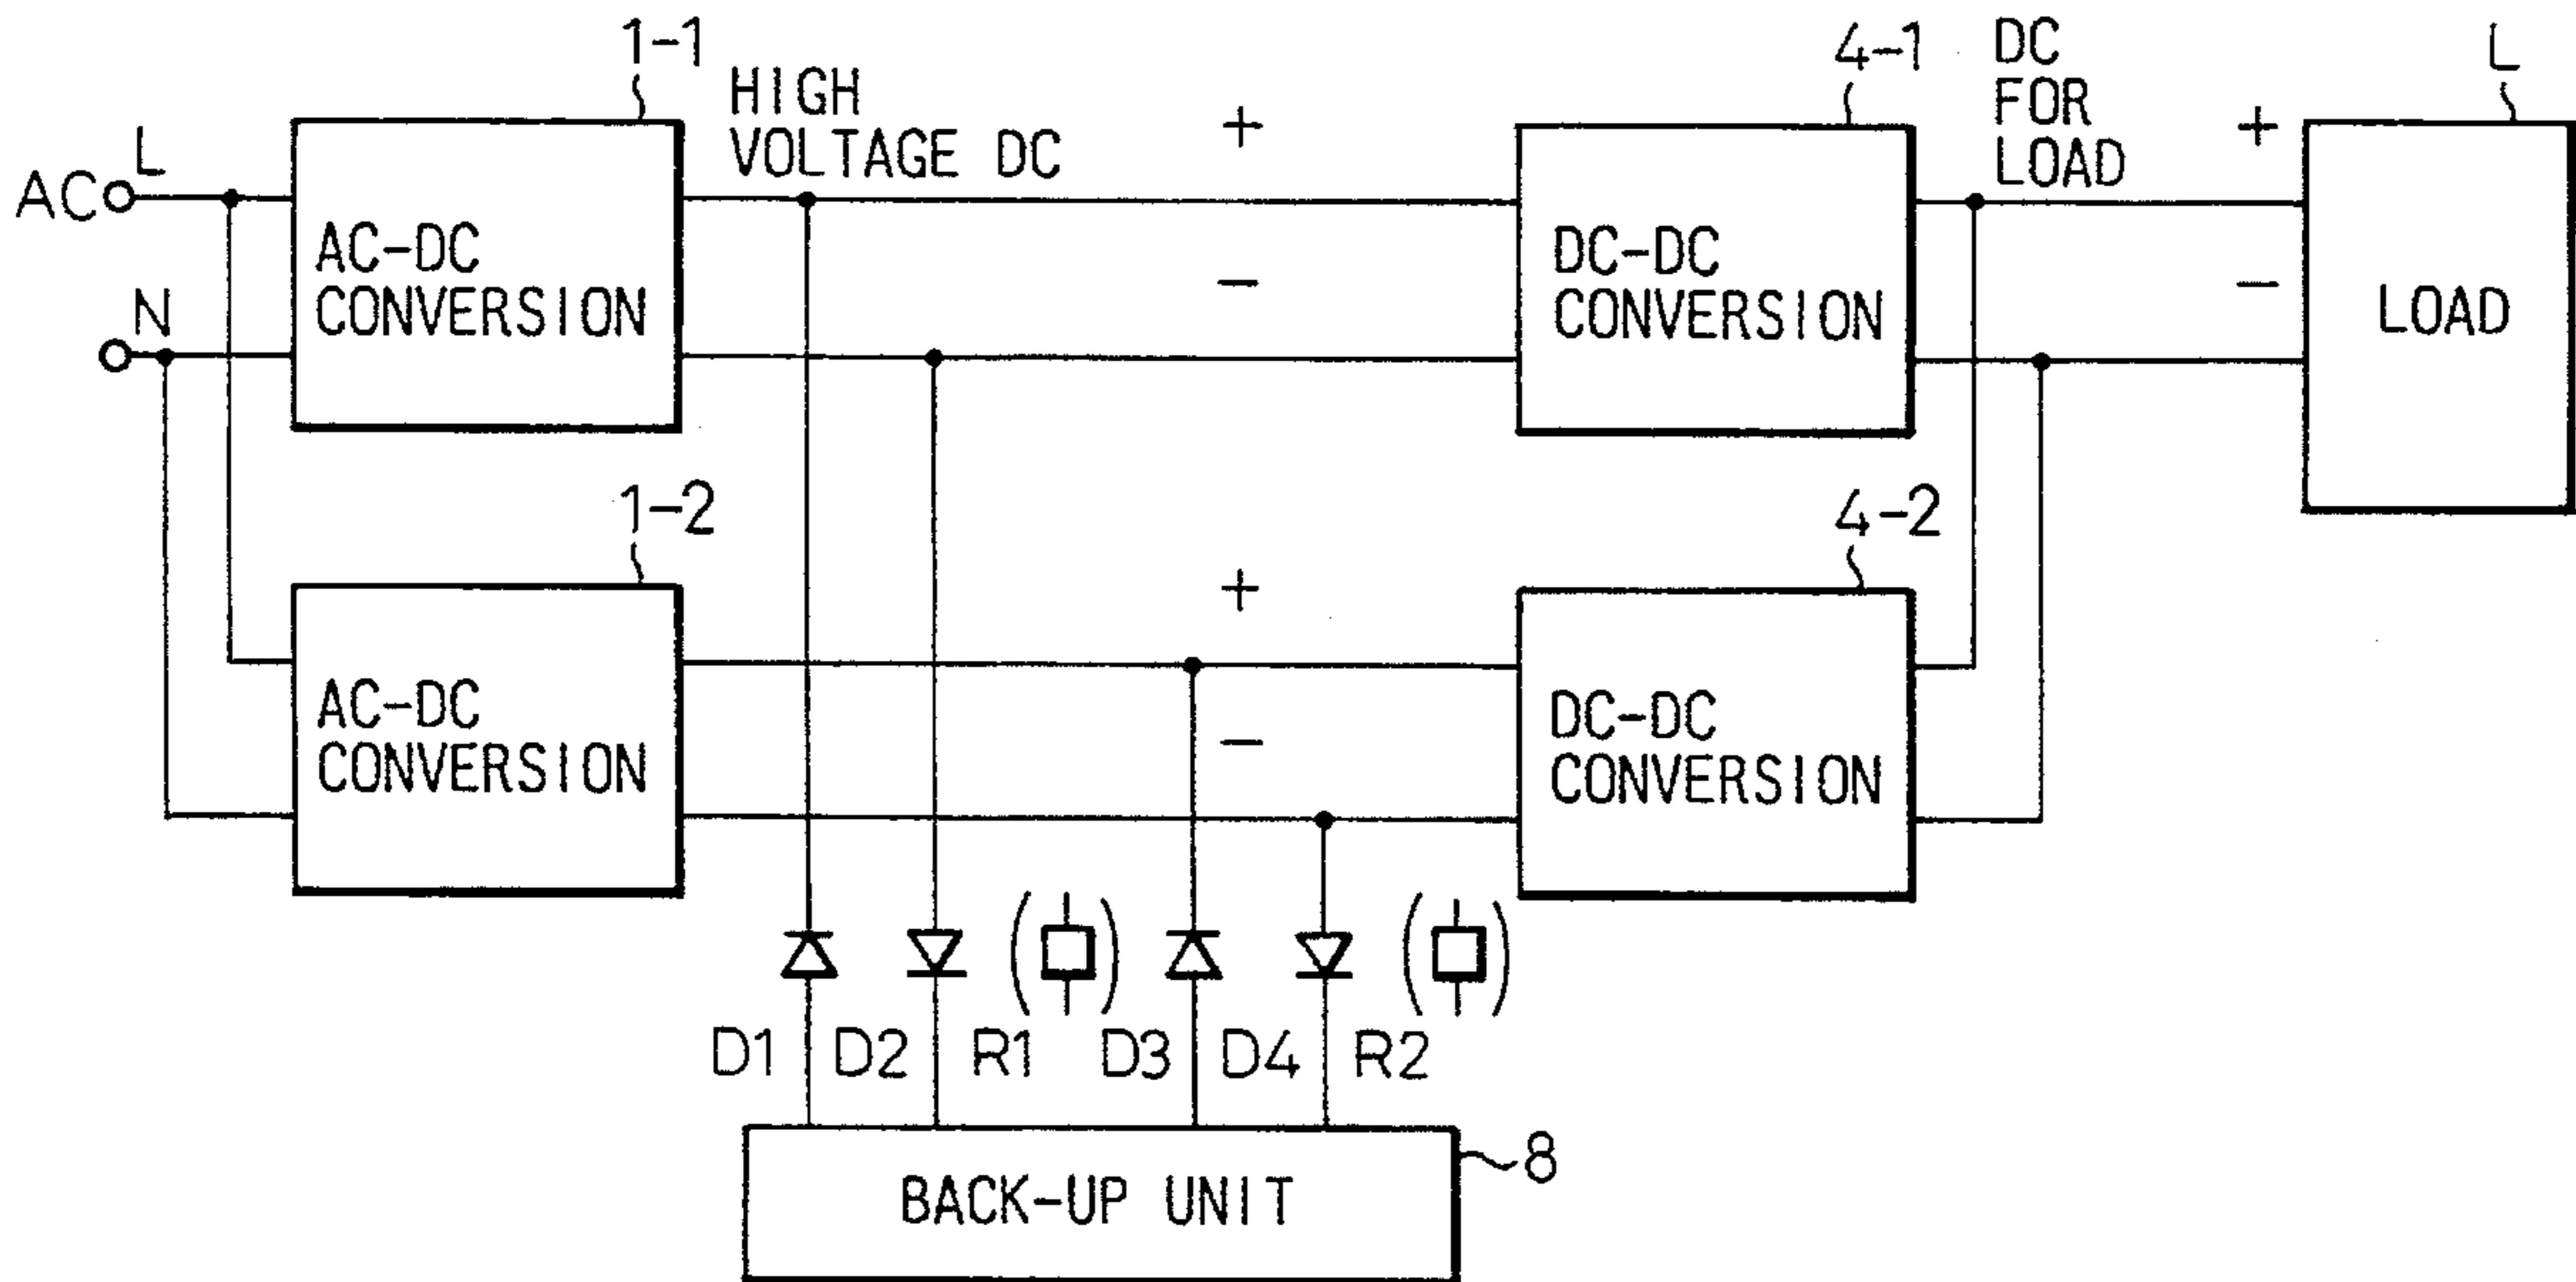 1-1
HIGH
VOLTAGE DC
+
−
4-1
DC
FOR
LOAD
+
−
L
AC
L
N
AC-DC
CONVERSION
DC-DC
CONVERSION
LOAD
1-2
+
−
4-2
AC-DC
CONVERSION
DC-DC
CONVERSION
D1 D2 R1 D3 D4 R2
BACK-UP UNIT
8